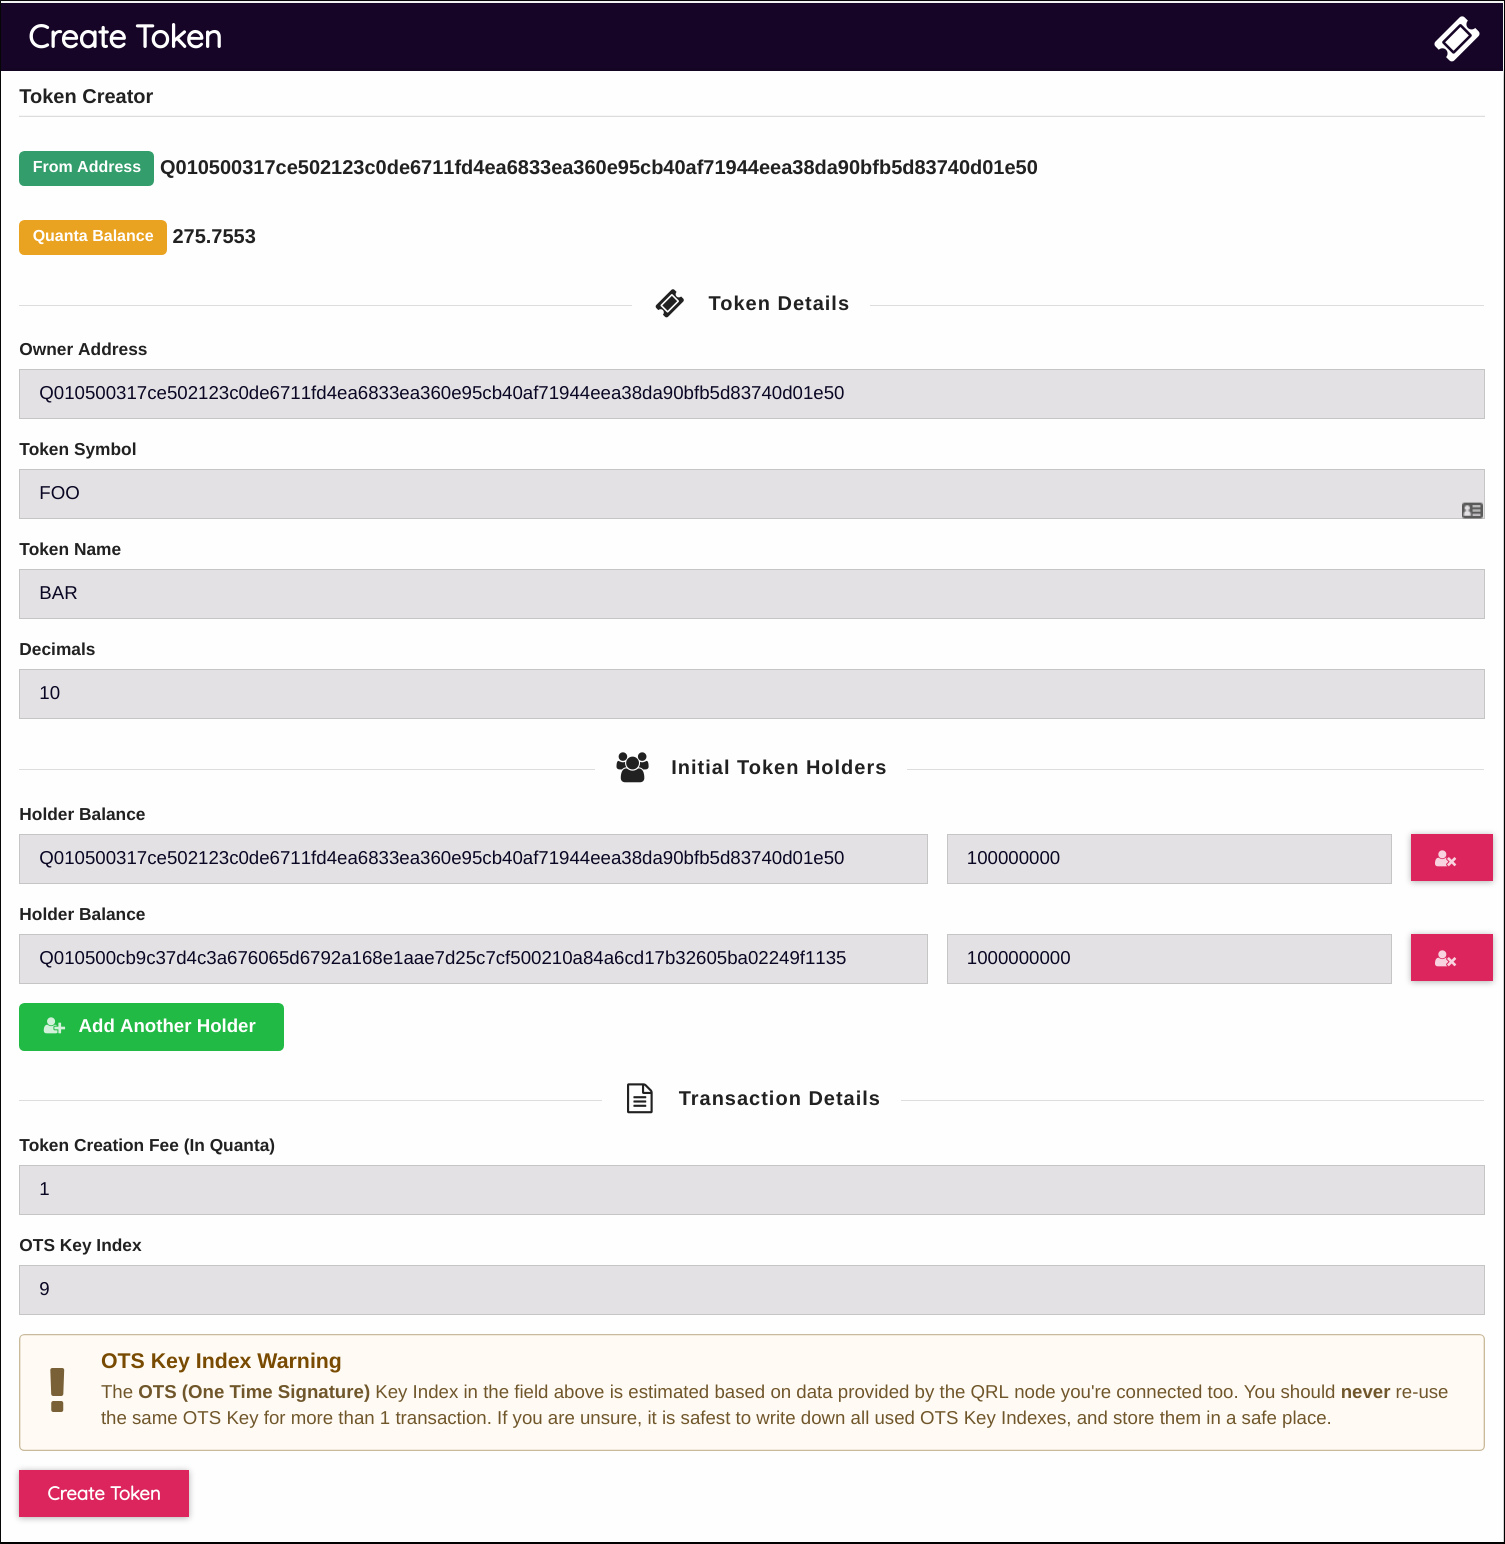 Create Token
Token Creator
From Address Q010500317ce502123c0de6711fd4ea6833ea360e95cb40af71944eea38da90bfb5d83740d01e50
Quanta Balance 275.7553
Token Details
Owner Address
Q010500317ce502123c0de6711fd4ea6833ea360e95cb40af71944eea38da90bfb5d83740d01e50
Token Symbol
FOO
Token Name
BAR
Decimals
10
Initial Token Holders
Holder Balance
Q010500317ce502123c0de6711fd4ea6833ea360e95cb40af71944eea38da90bfb5d83740d01e50 100000000
Holder Balance
Q010500cb9c37d4c3a676065d6792a168e1aae7d25c7cf500210a84a6cd17b32605ba02249f1135 1000000000
Add Another Holder
Transaction Details
Token Creation Fee (In Quanta)
1
OTS Key Index
9
OTS Key Index Warning
The OTS (One Time Signature) Key Index in the field above is estimated based on data provided by the QRL node you're connected too. You should never re-use
the same OTS Key for more than 1 transaction. If you are unsure, it is safest to write down all used OTS Key Indexes, and store them in a safe place.
Create Token